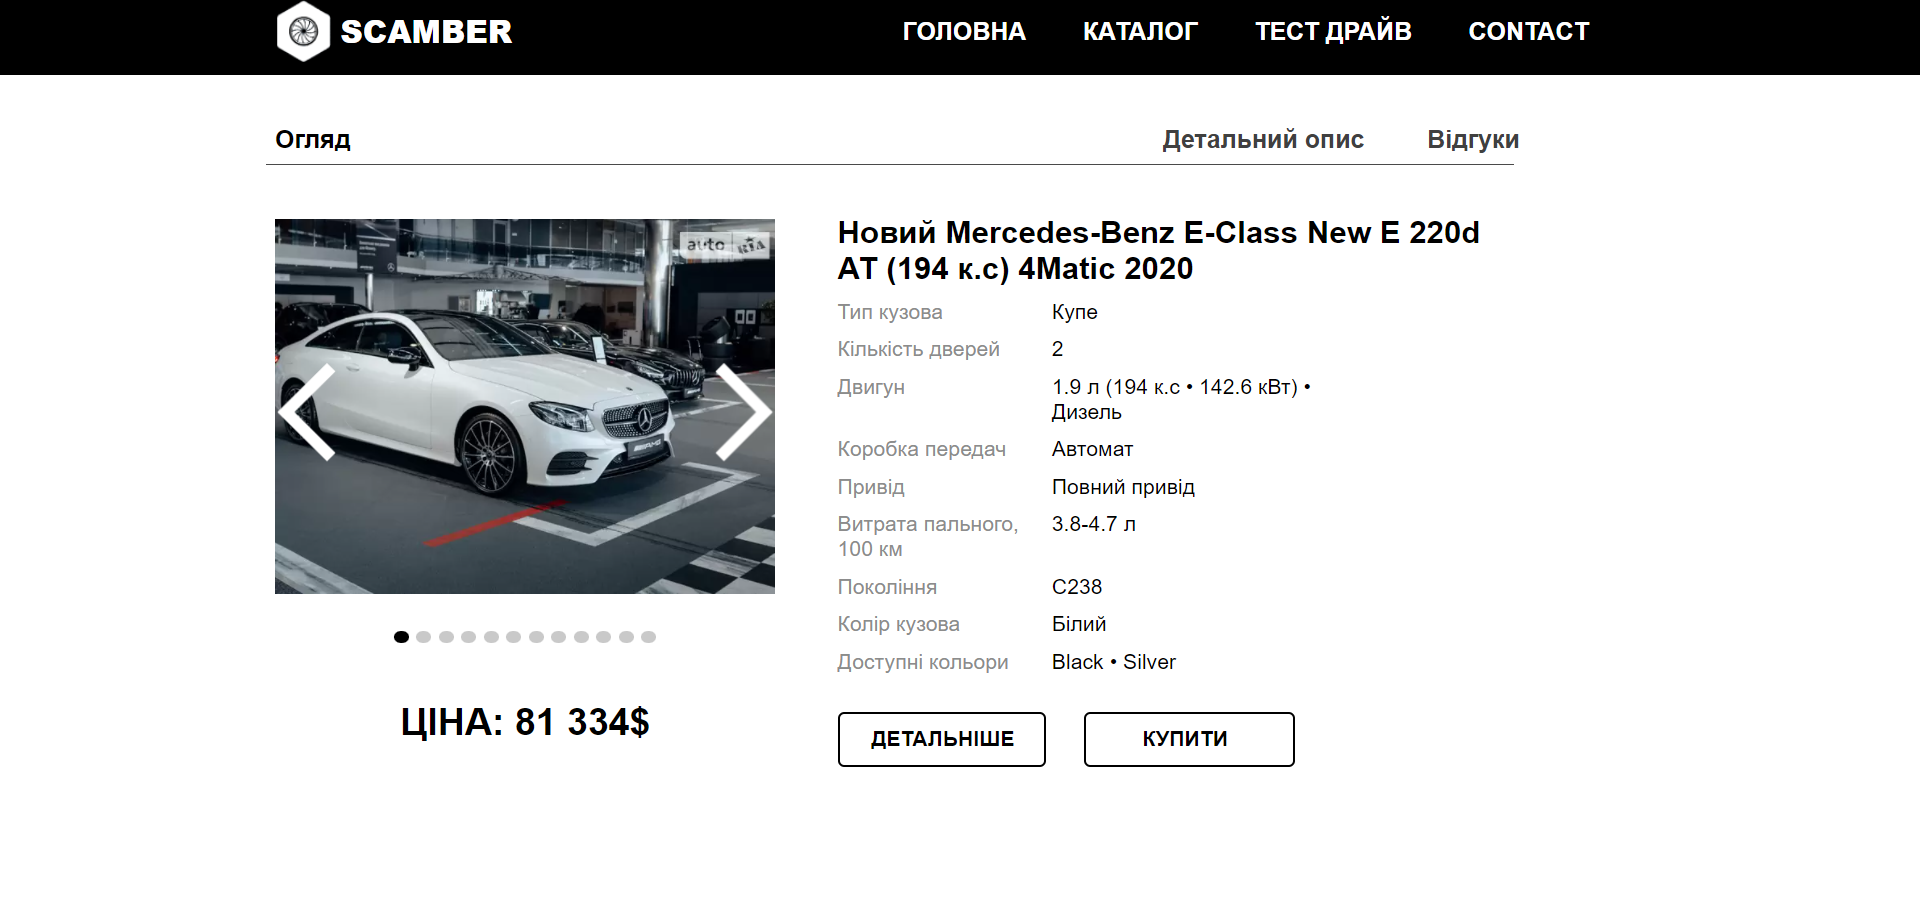 SCAMBER
ГОЛОВНА КАТАЛОГ ТЕСТ ДРАЙВ CONTACT
Огляд Детальний опис Відгуки
auto RIA
AMG
Новий Mercedes-Benz E-Class New E 220d
AT (194 к.с) 4Matic 2020
Тип кузова Купе
Кількість дверей 2
Двигун 1.9 л (194 к.с • 142.6 кВт) •
Дизель
Коробка передач Автомат
Привід Повний привід
Витрата пального, 3.8-4.7 л
100 км
Покоління C238
Колір кузова Білий
Доступні кольори Black • Silver
ЦІНА: 81 334$
ДЕТАЛЬНІШЕ КУПИТИ